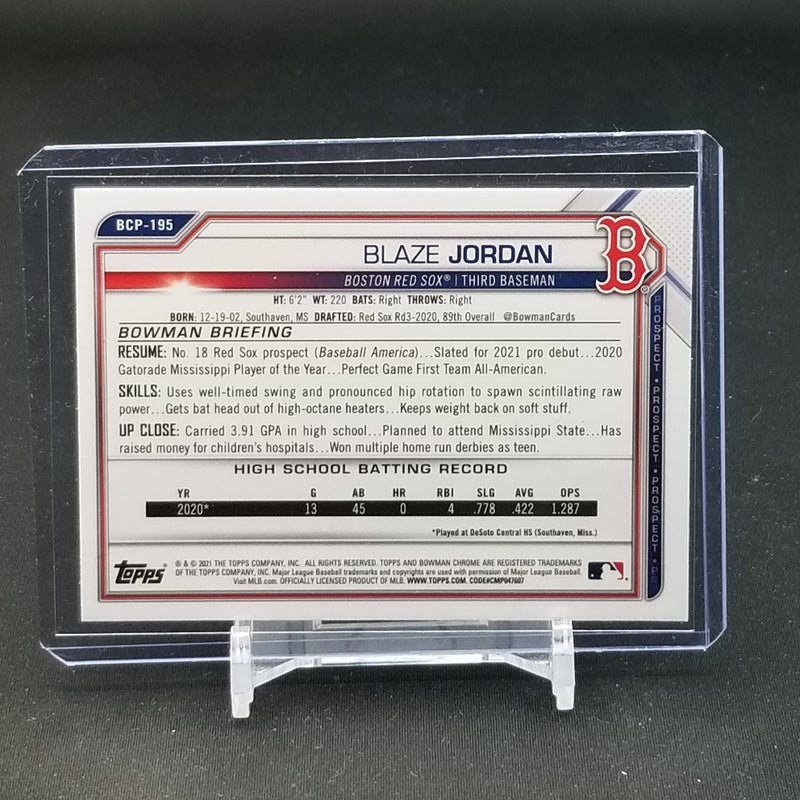 BCP-195
BLAZE JORDAN
B
BOSTON RED SOX® | THIRD BASEMAN
HT: 6'2" WT: 220 BATS: Right THROWS: Right
BORN: 12-19-02, Southaven, MS DRAFTED: Red Sox Rd3-2020, 89th Overall @BowmanCards
BOWMAN BRIEFING
RESUME: No. 18 Red Sox prospect (Baseball America)...Slated for 2021 pro debut...2020
Gatorade Mississippi Player of the Year...Perfect Game First Team All-American.
SKILLS: Uses well-timed swing and pronounced hip rotation to spawn scintillating raw
power...Gets bat head out of high-octane heaters...Keeps weight back on soft stuff.
UP CLOSE: Carried 3.91 GPA in high school...Planned to attend Mississippi State...Has
raised money for children's hospitals...Won multiple home run derbies as teen.
HIGH SCHOOL BATTING RECORD
YR G AB HR RBI SLG AVG OPS
2020* 13 45 0 4 .778 .422 1.287
*Played at DeSoto Central HS (Southaven, Miss.)
topps
® & © 2021 THE TOPPS COMPANY, INC. ALL RIGHTS RESERVED. TOPPS AND BOWMAN CHROME ARE REGISTERED TRADEMARKS
OF THE TOPPS COMPANY, INC. Major League Baseball trademarks and copyrights are used with permission of Major League Baseball.
Visit MLB.com. OFFICIALLY LICENSED PRODUCT OF MLB. WWW.TOPPS.COM. CODE#CMP047607
PROSPECT • PROSPECT • PROSPECT • PR